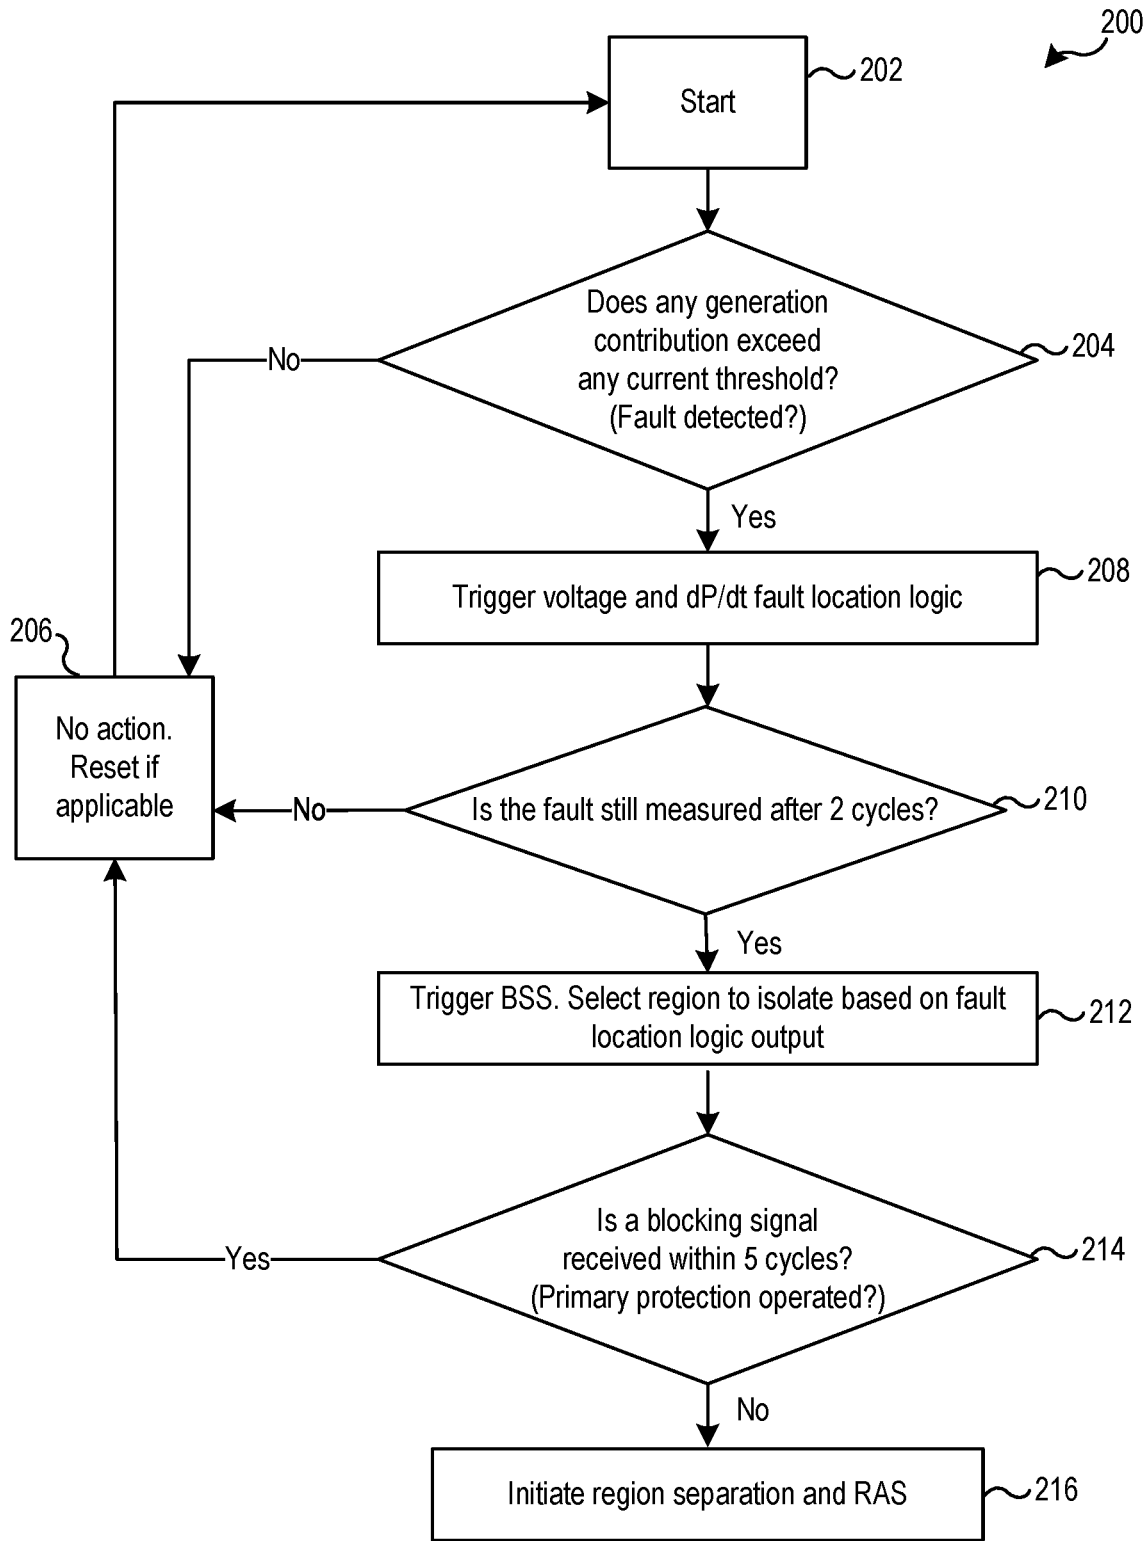 200
202
Start
Does any generation
contribution exceed
any current threshold?
(Fault detected?)
204
No
Yes
208
Trigger voltage and dP/dt fault location logic
206
No action.
Reset if
applicable
No
Is the fault still measured after 2 cycles?
210
Yes
Trigger BSS. Select region to isolate based on fault
location logic output
212
Is a blocking signal
received within 5 cycles?
(Primary protection operated?)
214
Yes
No
Initiate region separation and RAS
216